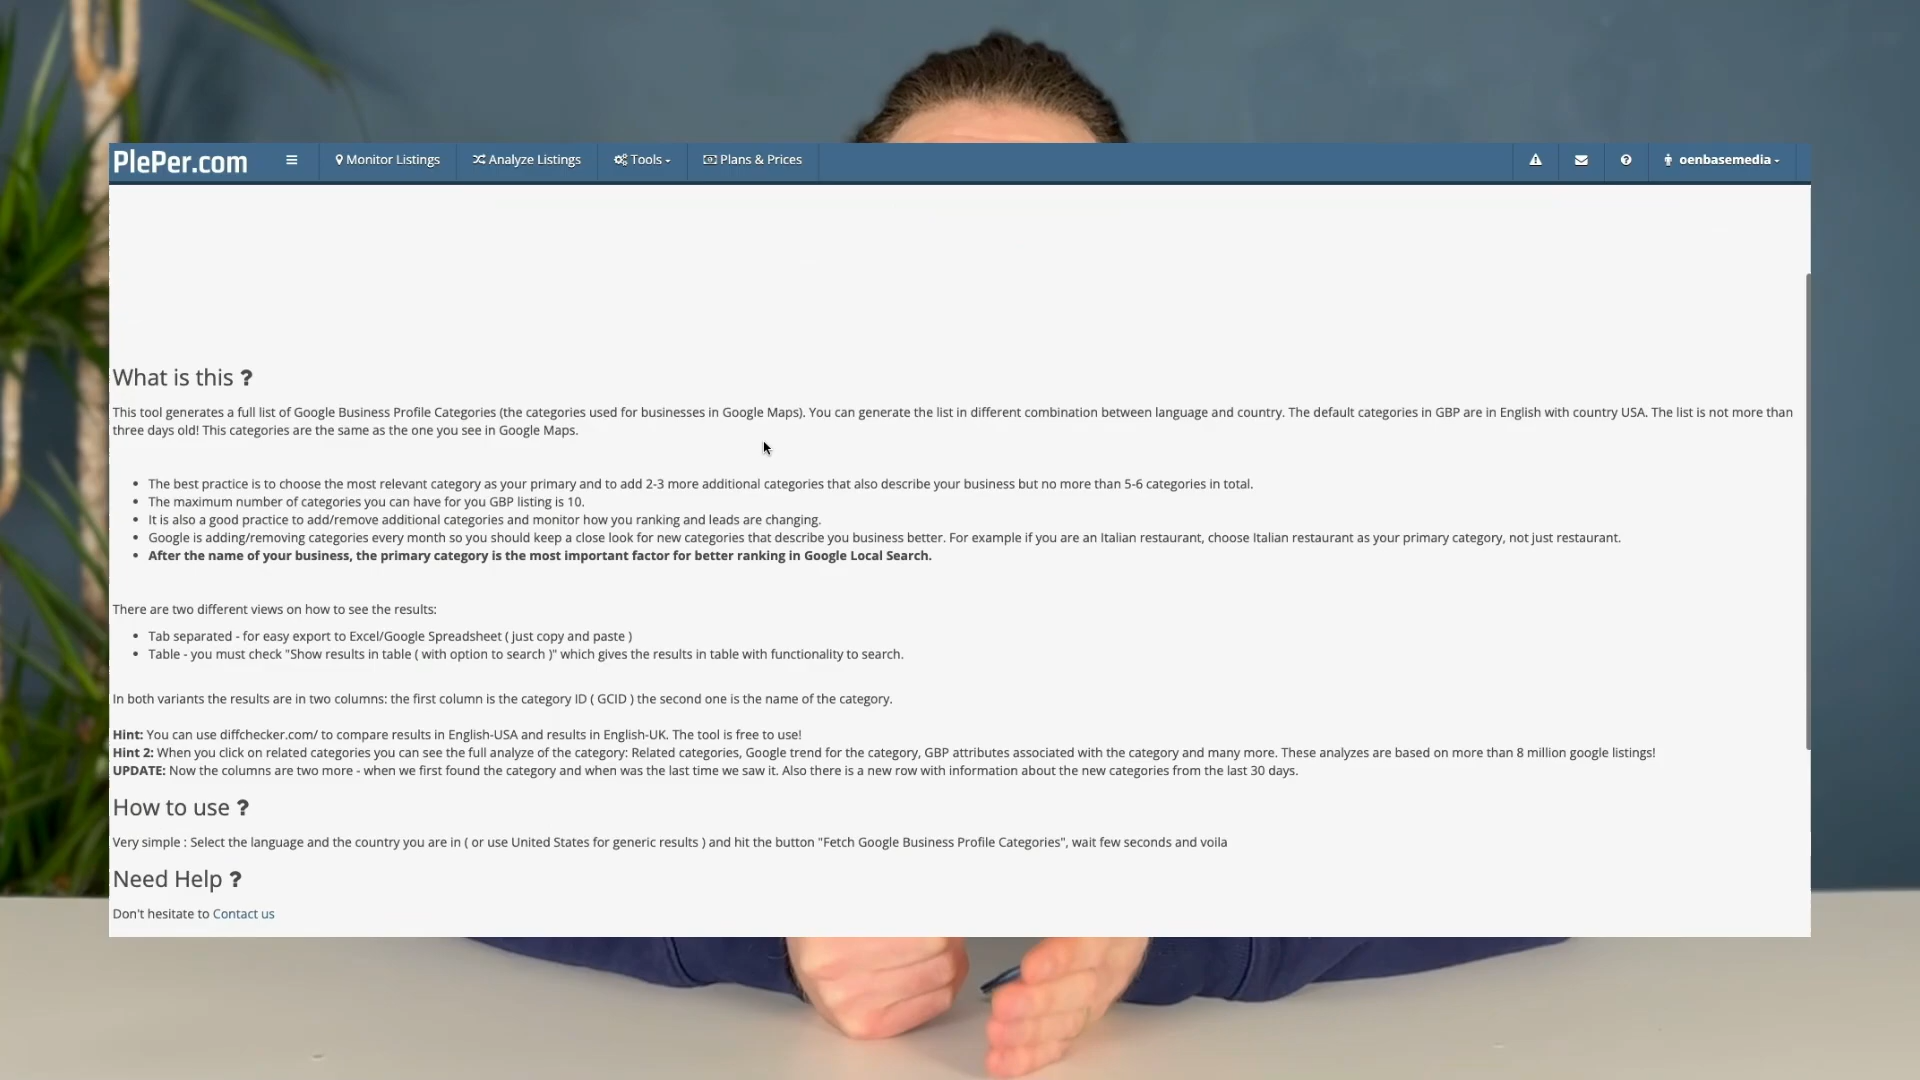 PlePer.com
Monitor Listings
Analyze Listings
Tools
Plans & Prices
oenbasemedia
What is this ?
This tool generates a full list of Google Business Profile Categories (the categories used for businesses in Google Maps). You can generate the list in different combination between language and country. The default categories in GBP are in English with country USA. The list is not more than
three days old! This categories are the same as the one you see in Google Maps.
• The best practice is to choose the most relevant category as your primary and to add 2-3 more additional categories that also describe your business but no more than 5-6 categories in total.
• The maximum number of categories you can have for you GBP listing is 10.
• It is also a good practice to add/remove additional categories and monitor how you ranking and leads are changing.
• Google is adding/removing categories every month so you should keep a close look for new categories that describe you business better. For example if you are an Italian restaurant, choose Italian restaurant as your primary category, not just restaurant.
• After the name of your business, the primary category is the most important factor for better ranking in Google Local Search.
There are two different views on how to see the results:
• Tab separated - for easy export to Excel/Google Spreadsheet ( just copy and paste )
• Table - you must check "Show results in table ( with option to search )" which gives the results in table with functionality to search.
In both variants the results are in two columns: the first column is the category ID ( GCID ) the second one is the name of the category.
Hint: You can use diffchecker.com/ to compare results in English-USA and results in English-UK. The tool is free to use!
Hint 2: When you click on related categories you can see the full analyze of the category: Related categories, Google trend for the category, GBP attributes associated with the category and many more. These analyzes are based on more than 8 million google listings!
UPDATE: Now the columns are two more - when we first found the category and when was the last time we saw it. Also there is a new row with information about the new categories from the last 30 days.
How to use ?
Very simple : Select the language and the country you are in ( or use United States for generic results ) and hit the button "Fetch Google Business Profile Categories", wait few seconds and voila
Need Help ?
Don't hesitate to Contact us